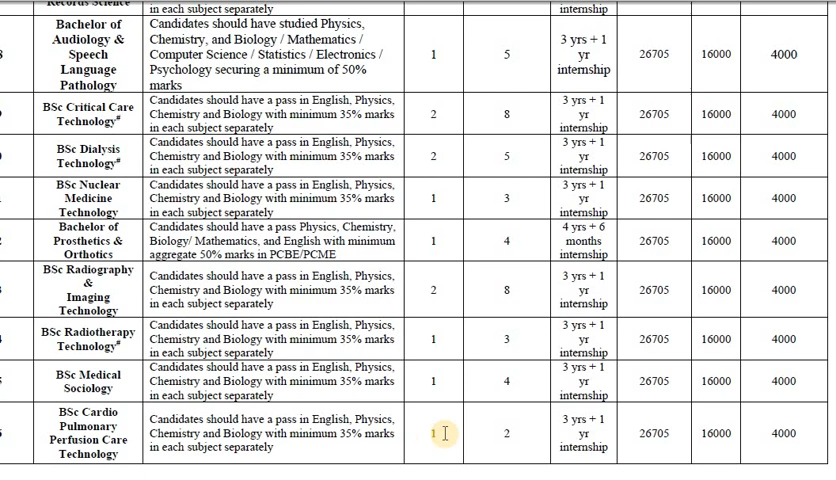 Records Science
in each subject separately
internship
8
Bachelor of
Audiology &
Speech
Language
Pathology
Candidates should have studied Physics,
Chemistry, and Biology / Mathematics /
Computer Science / Statistics / Electronics /
Psychology securing a minimum of 50%
marks
1
5
3 yrs + 1
yr
internship
26705
16000
4000
BSc Critical Care
Technology#
Candidates should have a pass in English, Physics,
Chemistry and Biology with minimum 35% marks
in each subject separately
2
8
3 yrs + 1
yr
internship
26705
16000
4000
BSc Dialysis
Technology#
Candidates should have a pass in English, Physics,
Chemistry and Biology with minimum 35% marks
in each subject separately
2
5
3 yrs + 1
yr
internship
26705
16000
4000
BSc Nuclear
Medicine
Technology
Candidates should have a pass in English, Physics,
Chemistry and Biology with minimum 35% marks
in each subject separately
1
3
3 yrs + 1
yr
internship
26705
16000
4000
Bachelor of
Prosthetics &
Orthotics
Candidates should have a pass Physics, Chemistry,
Biology/ Mathematics, and English with minimum
aggregate 50% marks in PCBE/PCME
1
4
4 yrs + 6
months
internship
26705
16000
4000
BSc Radiography
&
Imaging
Technology
Candidates should have a pass in English, Physics,
Chemistry and Biology with minimum 35% marks
in each subject separately
2
8
3 yrs + 1
yr
internship
26705
16000
4000
BSc Radiotherapy
Technology#
Candidates should have a pass in English, Physics,
Chemistry and Biology with minimum 35% marks
in each subject separately
1
3
3 yrs + 1
yr
internship
26705
16000
4000
BSc Medical
Sociology
Candidates should have a pass in English, Physics,
Chemistry and Biology with minimum 35% marks
in each subject separately
1
4
3 yrs + 1
yr
internship
26705
16000
4000
BSc Cardio
Pulmonary
Perfusion Care
Technology
Candidates should have a pass in English, Physics,
Chemistry and Biology with minimum 35% marks
in each subject separately
1
2
3 yrs + 1
yr
internship
26705
16000
4000